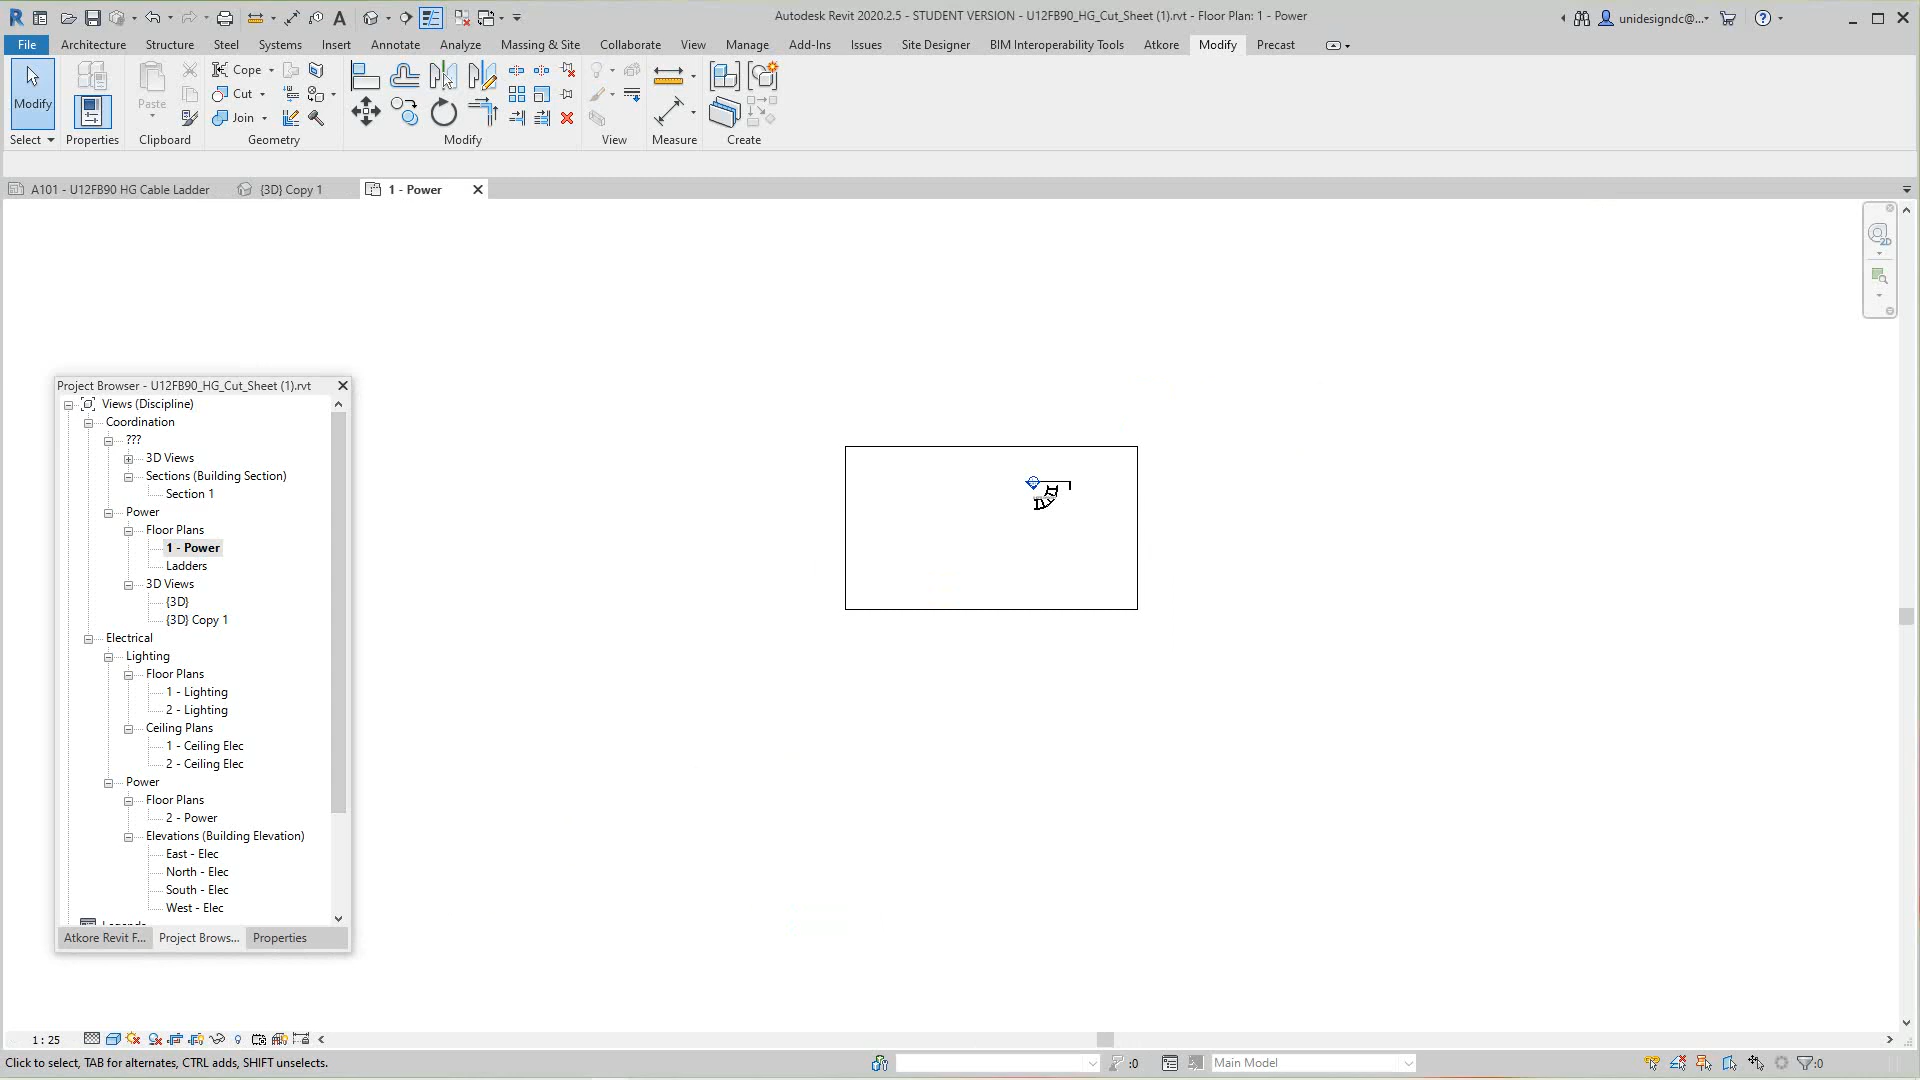 Autodesk Revit 2020.2.5 - STUDENT VERSION - U12FB90_HG_Cut_Sheet (1).rvt - Floor Plan: 1 - Power
unidesigndc@...
File Architecture Structure Steel Systems Insert Annotate Analyze Massing & Site Collaborate View Manage Add-Ins Issues Site Designer BIM Interoperability Tools Atkore Modify Precast
Modify
Paste
Cope
Cut
Join
Select Properties Clipboard Geometry Modify View Measure Create
A101 - U12FB90 HG Cable Ladder {3D} Copy 1 1 - Power
2D
Project Browser - U12FB90_HG_Cut_Sheet (1).rvt
Views (Discipline)
Coordination
???
3D Views
Sections (Building Section)
Section 1
Power
Floor Plans
1 - Power
Ladders
3D Views
{3D}
{3D} Copy 1
Electrical
Lighting
Floor Plans
1 - Lighting
2 - Lighting
Ceiling Plans
1 - Ceiling Elec
2 - Ceiling Elec
Power
Floor Plans
2 - Power
Elevations (Building Elevation)
East - Elec
North - Elec
South - Elec
West - Elec
Atkore Revit F... Project Brows... Properties
1 : 25
Click to select, TAB for alternates, CTRL adds, SHIFT unselects.
:0
Main Model
:0